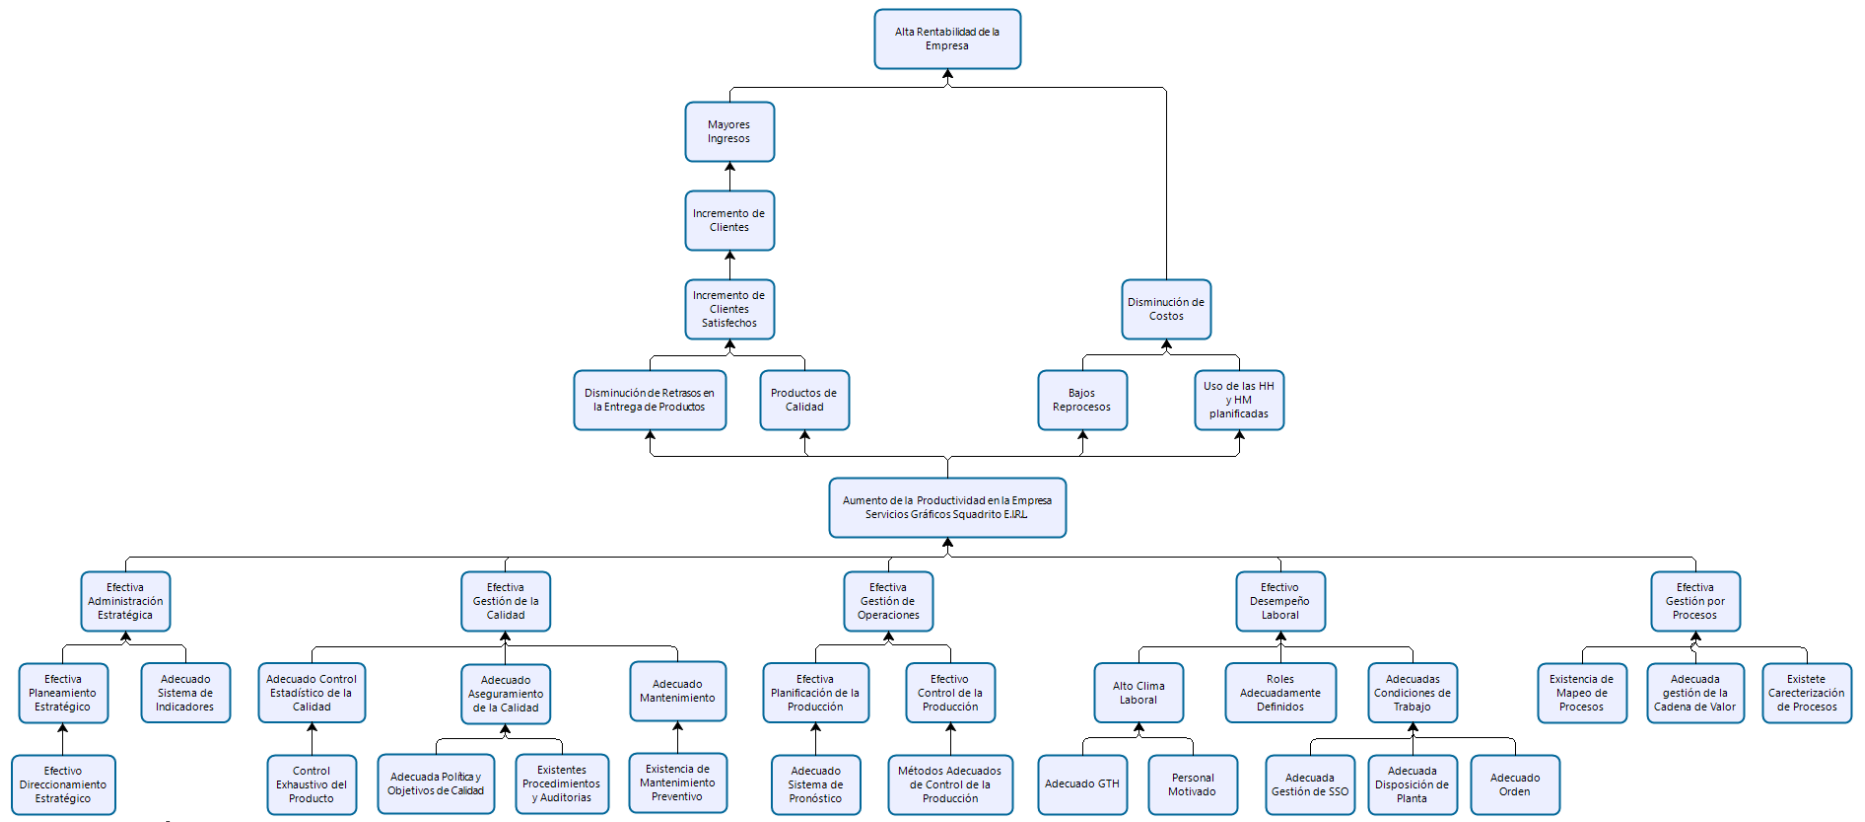 Alta Rentabilidad de la
Empresa
Mayores
Ingresos
Incremento de
Clientes
Incremento de
Clientes
Satisfechos
Disminución de
Costos
Disminución de Retrasos en
la Entrega de Productos
Productos de
Calidad
Bajos
Reprocesos
Uso de las HH
y HM
planificadas
Aumento de la Productividad en la Empresa
Servicios Gráficos Squadrito E.I.R.L.
Efectiva
Administración
Estratégica
Efectiva
Gestión de la
Calidad
Efectiva
Gestión de
Operaciones
Efectivo
Desempeño
Laboral
Efectiva
Gestión por
Procesos
Efectiva
Planeamiento
Estratégico
Adecuado
Sistema de
Indicadores
Adecuado Control
Estadístico de la
Calidad
Adecuado
Aseguramiento
de la Calidad
Adecuado
Mantenimiento
Efectiva
Planificación de la
Producción
Efectivo
Control de la
Producción
Alto Clima
Laboral
Roles
Adecuadamente
Definidos
Adecuadas
Condiciones de
Trabajo
Existencia de
Mapeo de
Procesos
Adecuada
gestión de la
Cadena de Valor
Existete
Carecterización
de Procesos
Efectivo
Direccionamiento
Estratégico
Control
Exhaustivo del
Producto
Adecuada Política y
Objetivos de Calidad
Existentes
Procedimientos
y Auditorias
Existencia de
Mantenimiento
Preventivo
Adecuado
Sistema de
Pronóstico
Métodos Adecuados
de Control de la
Producción
Adecuado GTH
Personal
Motivado
Adecuada
Gestión de SSO
Adecuada
Disposición de
Planta
Adecuado
Orden